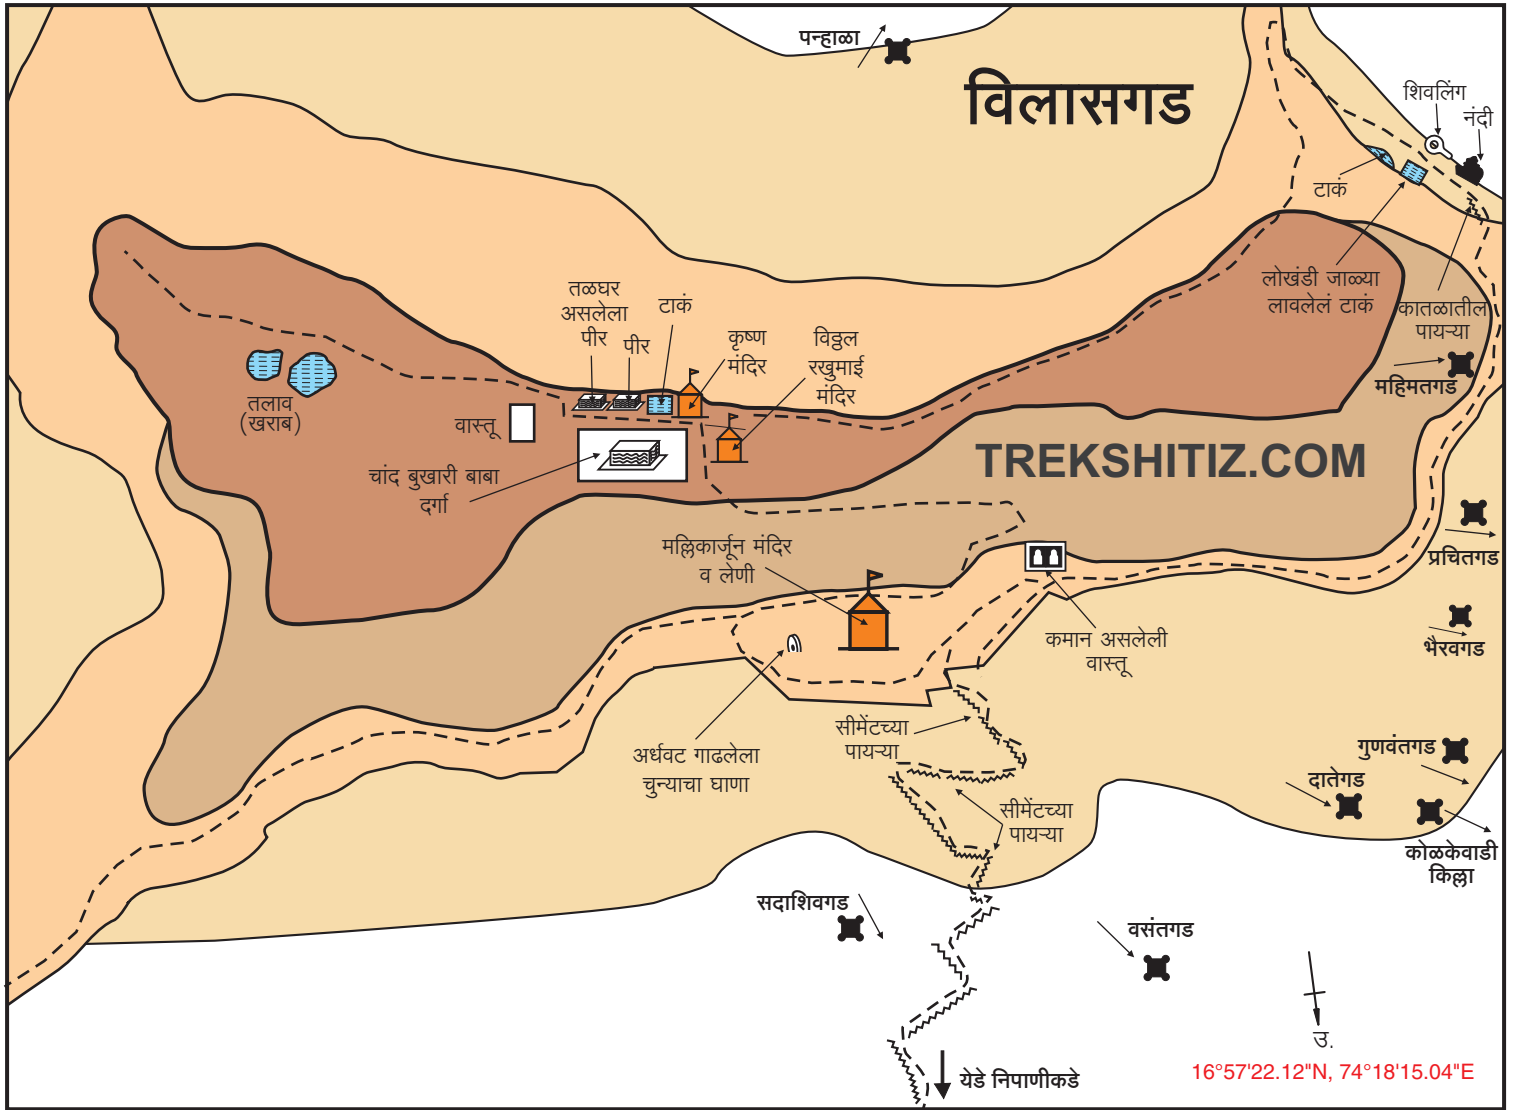 पन्हाळा
विलासगड
शिवलिंग
नंदी
टाकं
लोखंडी जाळ्या
लावलेलं टाकं
कातळातील
पायऱ्या
महिमतगड
तळघर
असलेला
पीर
पीर
टाकं
कृष्ण
मंदिर
विठ्ठल
रखुमाई
मंदिर
तलाव
(खराब)
वास्तू
चांद बुखारी बाबा
दर्गा
TREKSHITIZ.COM
प्रचितगड
मल्लिकार्जून मंदिर
व लेणी
कमान असलेली
वास्तू
भैरवगड
अर्धवट गाढलेला
चुन्याचा घाणा
सीमेंटच्या
पायऱ्या
सीमेंटच्या
पायऱ्या
गुणवंतगड
दातेगड
कोळकेवाडी
किल्ला
सदाशिवगड
वसंतगड
उ.
येडे निपाणीकडे
16°57'22.12"N, 74°18'15.04"E